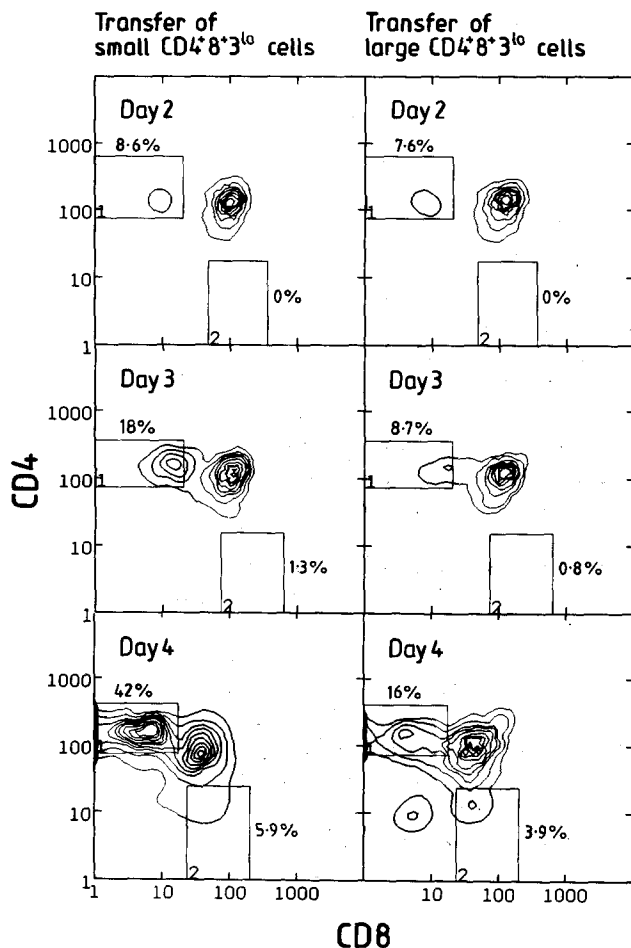 Transfer of
small CD4⁺8⁺3ˡᵒ cells
Transfer of
large CD4⁺8⁺3ˡᵒ cells
Day 2
8·6%
1000
100
10
1
1
2
0%
Day 2
7·6%
1
2
0%
Day 3
18%
1000
100
10
1
1
2
1·3%
Day 3
8·7%
1
2
0·8%
CD4
Day 4
42%
1000
100
10
1
1
2
5·9%
Day 4
16%
1
2
3·9%
1 10 100 1000
10 100 1000
CD8